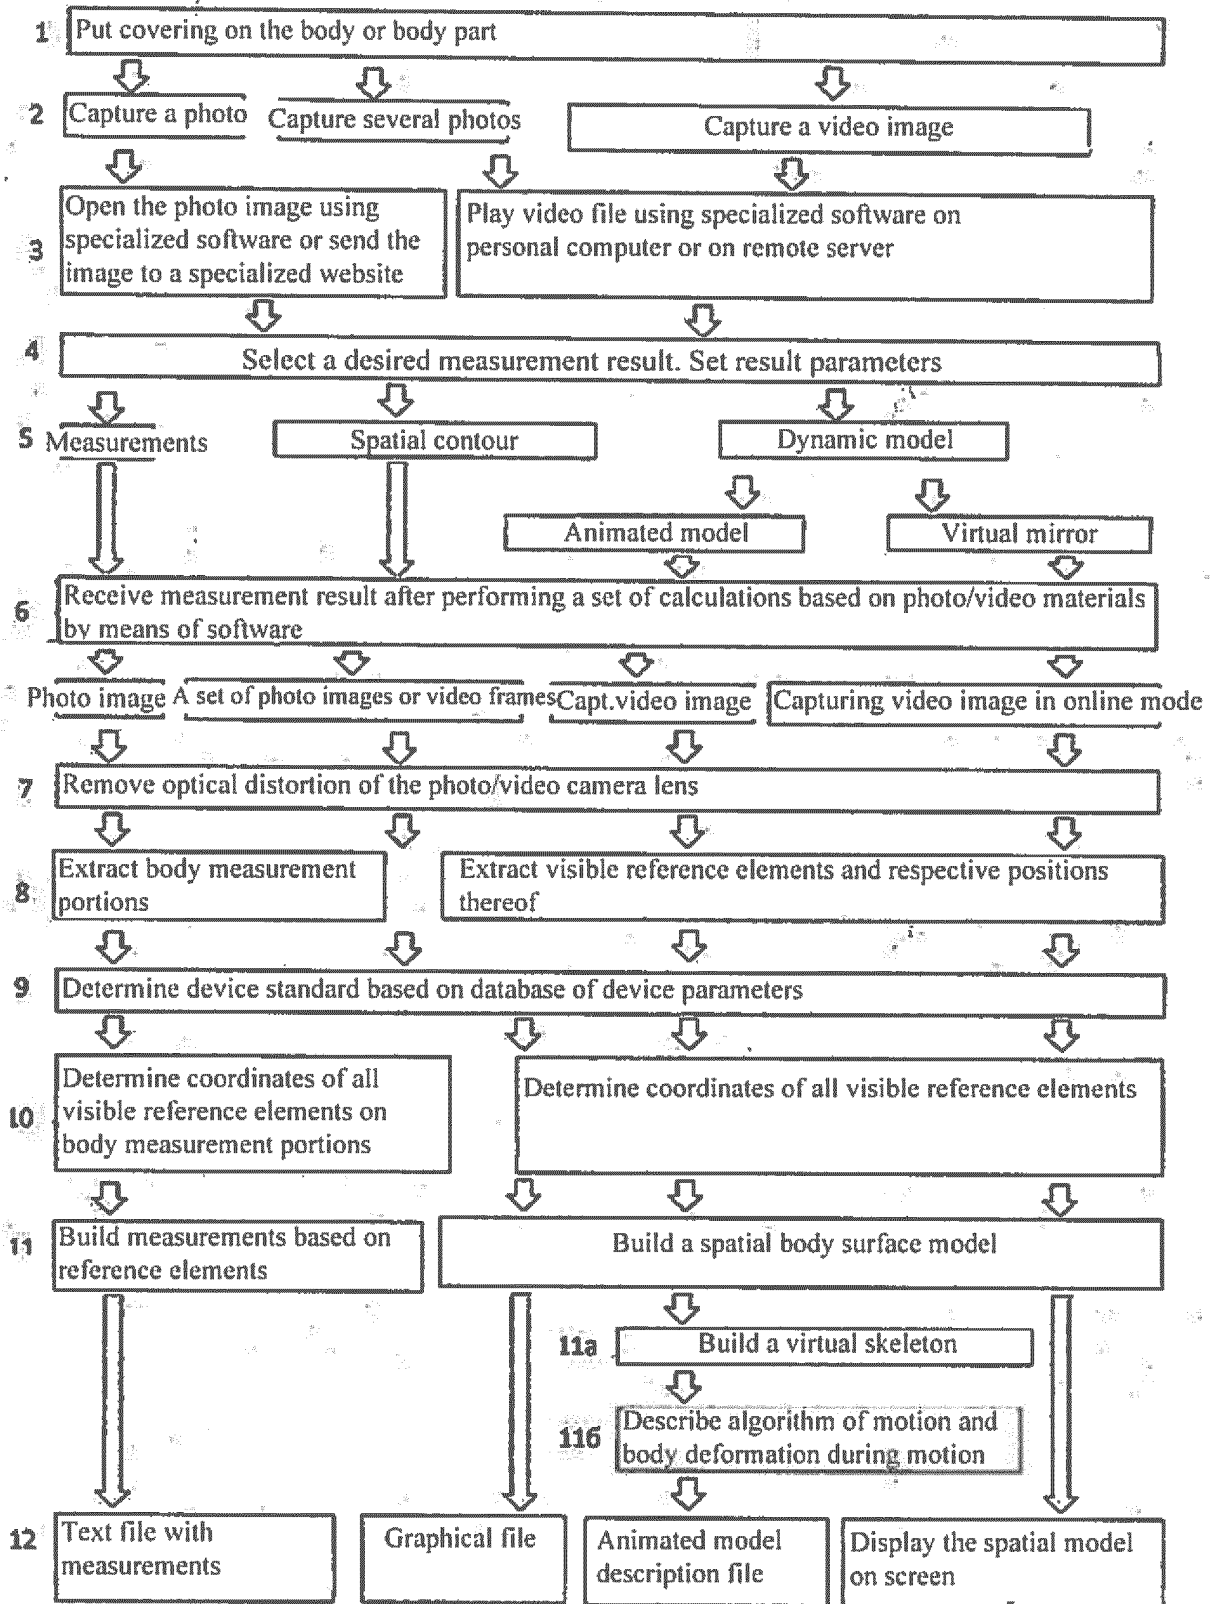 1 Put covering on the body or body part
2 Capture a photo Capture several photos Capture a video image
Open the photo image using
specialized software or send the
image to a specialized website
3
Play video file using specialized software on
personal computer or on remote server
4 Select a desired measurement result. Set result parameters
5 Measurements Spatial contour Dynamic model
Animated model Virtual mirror
6
Receive measurement result after performing a set of calculations based on photo/video materials
by means of software
Photo image A set of photo images or video frames Capt.video image Capturing video image in online mode
7 Remove optical distortion of the photo/video camera lens
8
Extract body measurement
portions
Extract visible reference elements and respective positions
thereof
9 Determine device standard based on database of device parameters
10
Determine coordinates of all
visible reference elements on
body measurement portions
Determine coordinates of all visible reference elements
11
Build measurements based on
reference elements
Build a spatial body surface model
11a Build a virtual skeleton
11б
Describe algorithm of motion and
body deformation during motion
12
Text file with
measurements
Graphical file
Animated model
description file
Display the spatial model
on screen